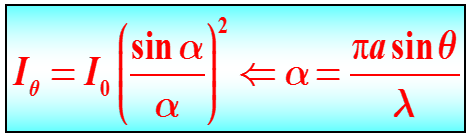 I_θ = I_0 (sin α / α)^2 ⇐ α = πa sin θ / λ